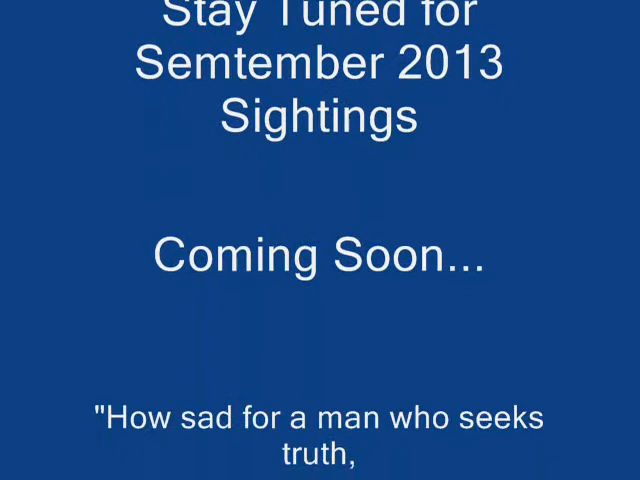 Stay Tuned for
Semtember 2013
Sightings
Coming Soon...
"How sad for a man who seeks
truth,